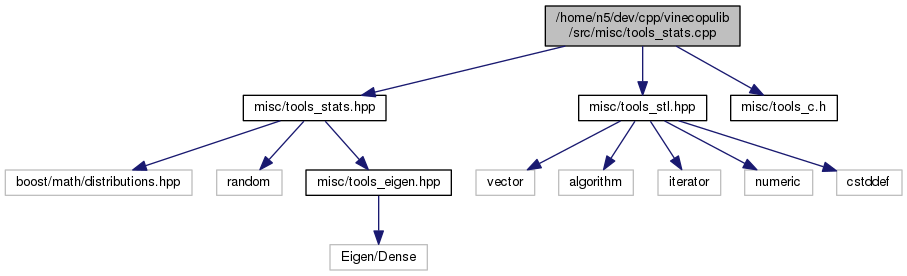 /home/n5/dev/cpp/vinecopulib
/src/misc/tools_stats.cpp
misc/tools_stats.hpp
misc/tools_stl.hpp
misc/tools_c.h
boost/math/distributions.hpp
random
misc/tools_eigen.hpp
vector
algorithm
iterator
numeric
cstddef
Eigen/Dense